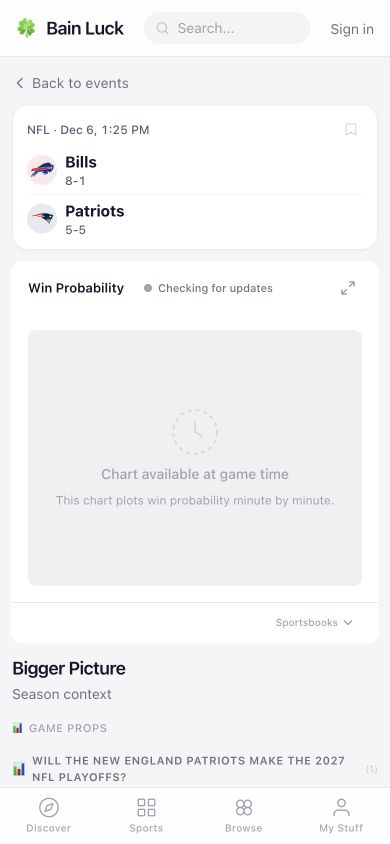 Bain Luck
Search...
Sign in
Back to events
NFL · Dec 6, 1:25 PM
Bills
8-1
Patriots
5-5
Win Probability
Checking for updates
Chart available at game time
This chart plots win probability minute by minute.
Sportsbooks
Bigger Picture
Season context
GAME PROPS
WILL THE NEW ENGLAND PATRIOTS MAKE THE 2027
NFL PLAYOFFS?
(1)
Discover
Sports
Browse
My Stuff